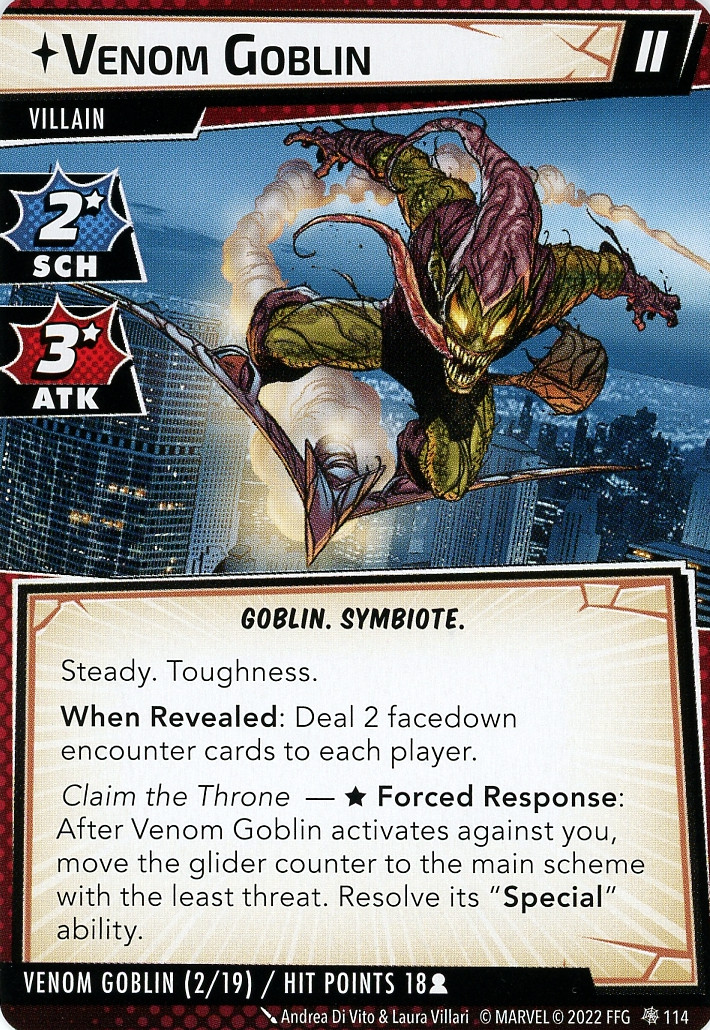 VENOM GOBLIN
II
VILLAIN
2
SCH
3
ATK
GOBLIN. SYMBIOTE.
Steady. Toughness.
When Revealed: Deal 2 facedown
encounter cards to each player.
Claim the Throne — ★ Forced Response:
After Venom Goblin activates against you,
move the glider counter to the main scheme
with the least threat. Resolve its “Special”
ability.
VENOM GOBLIN (2/19) / HIT POINTS 18
Andrea Di Vito & Laura Villari © MARVEL © 2022 FFG 114